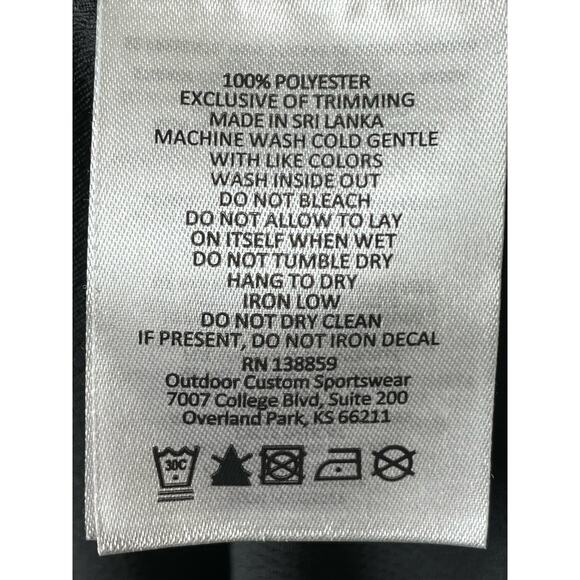 100% POLYESTER
EXCLUSIVE OF TRIMMING
MADE IN SRI LANKA
MACHINE WASH COLD GENTLE
WITH LIKE COLORS
WASH INSIDE OUT
DO NOT BLEACH
DO NOT ALLOW TO LAY
ON ITSELF WHEN WET
DO NOT TUMBLE DRY
HANG TO DRY
IRON LOW
DO NOT DRY CLEAN
IF PRESENT, DO NOT IRON DECAL
RN 138859
Outdoor Custom Sportswear
7007 College Blvd, Suite 200
Overland Park, KS 66211
30C